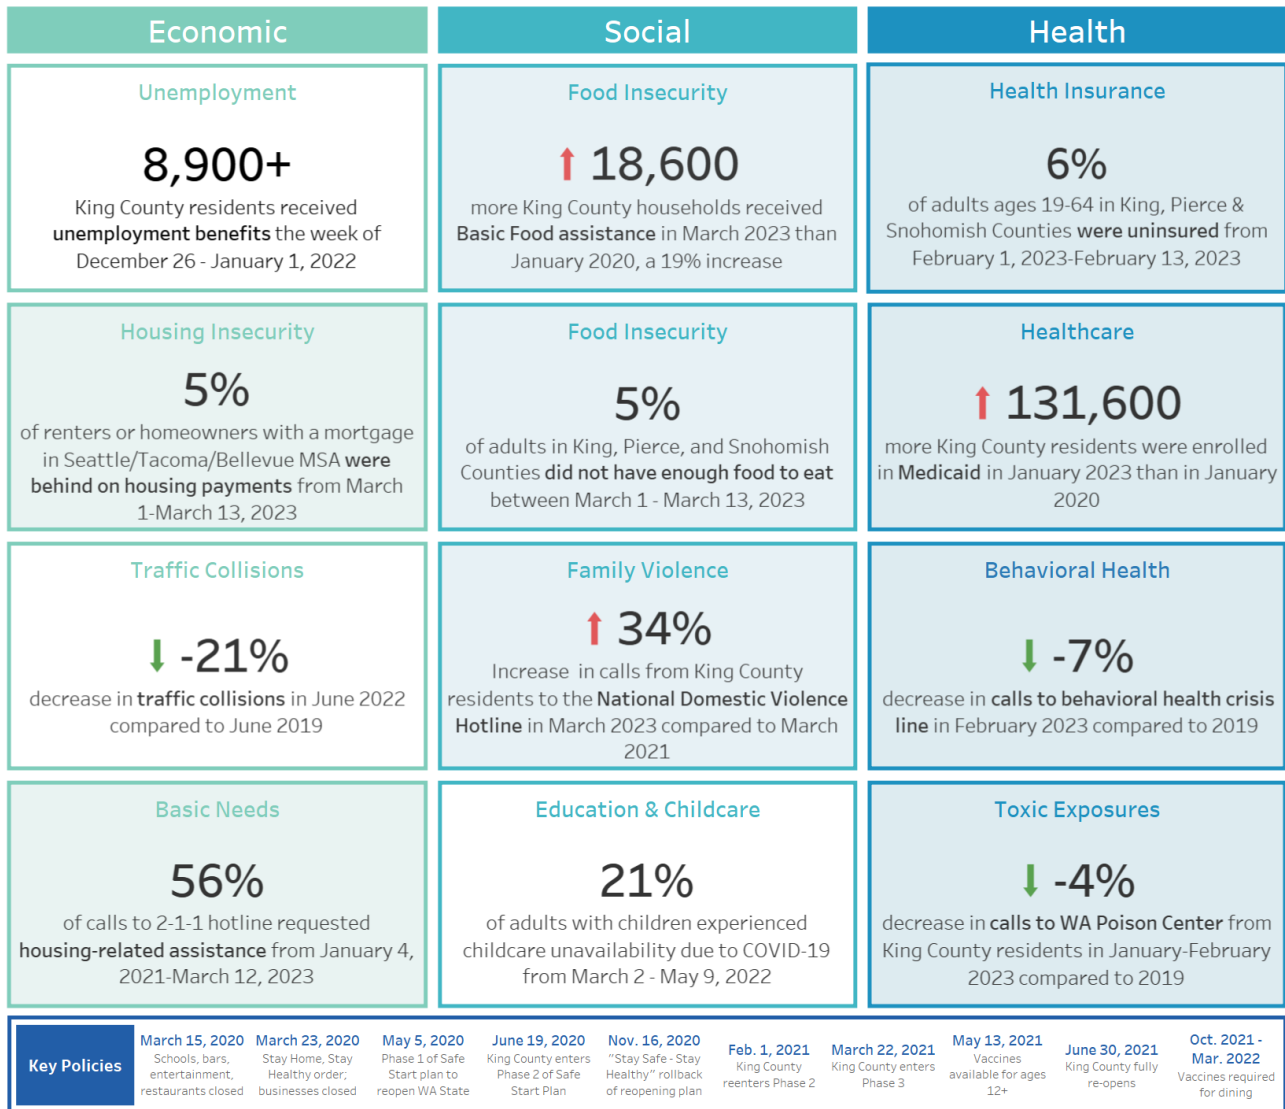 Economic
Social
Health
Unemployment
8,900+
King County residents received
unemployment benefits the week of
December 26 - January 1, 2022
Food Insecurity
18,600
more King County households received
Basic Food assistance in March 2023 than
January 2020, a 19% increase
Health Insurance
6%
of adults ages 19-64 in King, Pierce &
Snohomish Counties were uninsured from
February 1, 2023-February 13, 2023
Housing Insecurity
5%
of renters or homeowners with a mortgage
in Seattle/Tacoma/Bellevue MSA were
behind on housing payments from March
1-March 13, 2023
Food Insecurity
5%
of adults in King, Pierce, and Snohomish
Counties did not have enough food to eat
between March 1 - March 13, 2023
Healthcare
131,600
more King County residents were enrolled
in Medicaid in January 2023 than in January
2020
Traffic Collisions
-21%
decrease in traffic collisions in June 2022
compared to June 2019
Family Violence
34%
Increase in calls from King County
residents to the National Domestic Violence
Hotline in March 2023 compared to March
2021
Behavioral Health
-7%
decrease in calls to behavioral health crisis
line in February 2023 compared to 2019
Basic Needs
56%
of calls to 2-1-1 hotline requested
housing-related assistance from January 4,
2021-March 12, 2023
Education & Childcare
21%
of adults with children experienced
childcare unavailability due to COVID-19
from March 2 - May 9, 2022
Toxic Exposures
-4%
decrease in calls to WA Poison Center from
King County residents in January-February
2023 compared to 2019
Key Policies
March 15, 2020
Schools, bars,
entertainment,
restaurants closed
March 23, 2020
Stay Home, Stay
Healthy order;
businesses closed
May 5, 2020
Phase 1 of Safe
Start plan to
reopen WA State
June 19, 2020
King County enters
Phase 2 of Safe
Start Plan
Nov. 16, 2020
"Stay Safe - Stay
Healthy" rollback
of reopening plan
Feb. 1, 2021
King County
reenters Phase 2
March 22, 2021
King County enters
Phase 3
May 13, 2021
Vaccines
available for ages
12+
June 30, 2021
King County fully
re-opens
Oct. 2021 -
Mar. 2022
Vaccines required
for dining